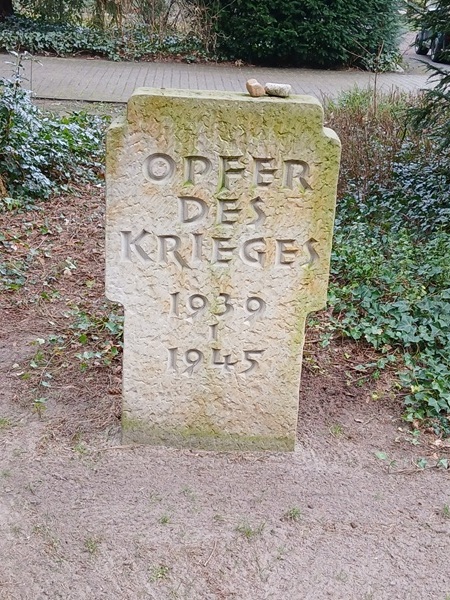 OPFER
DES
KRIEGES
1939
-
1945